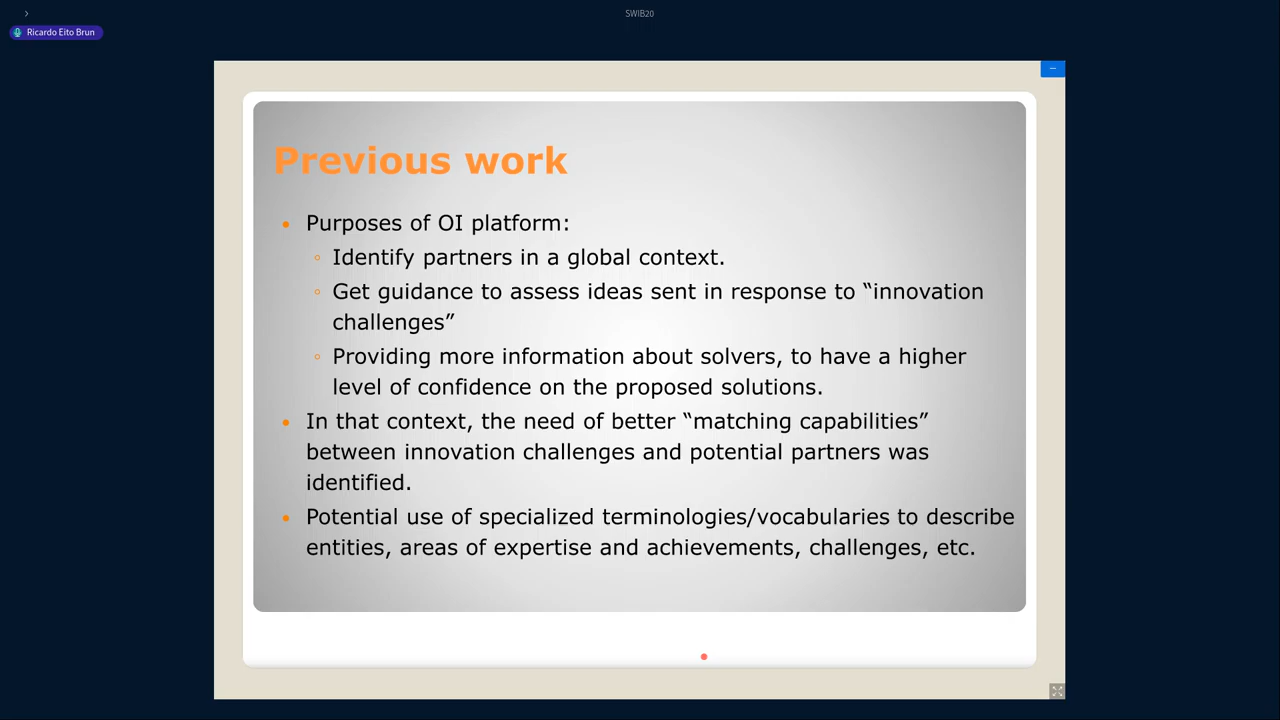 SWIB20
Ricardo Eito Brun
Previous work
Purposes of OI platform:
Identify partners in a global context.
Get guidance to assess ideas sent in response to “innovation
challenges”
Providing more information about solvers, to have a higher
level of confidence on the proposed solutions.
In that context, the need of better “matching capabilities”
between innovation challenges and potential partners was
identified.
Potential use of specialized terminologies/vocabularies to describe
entities, areas of expertise and achievements, challenges, etc.